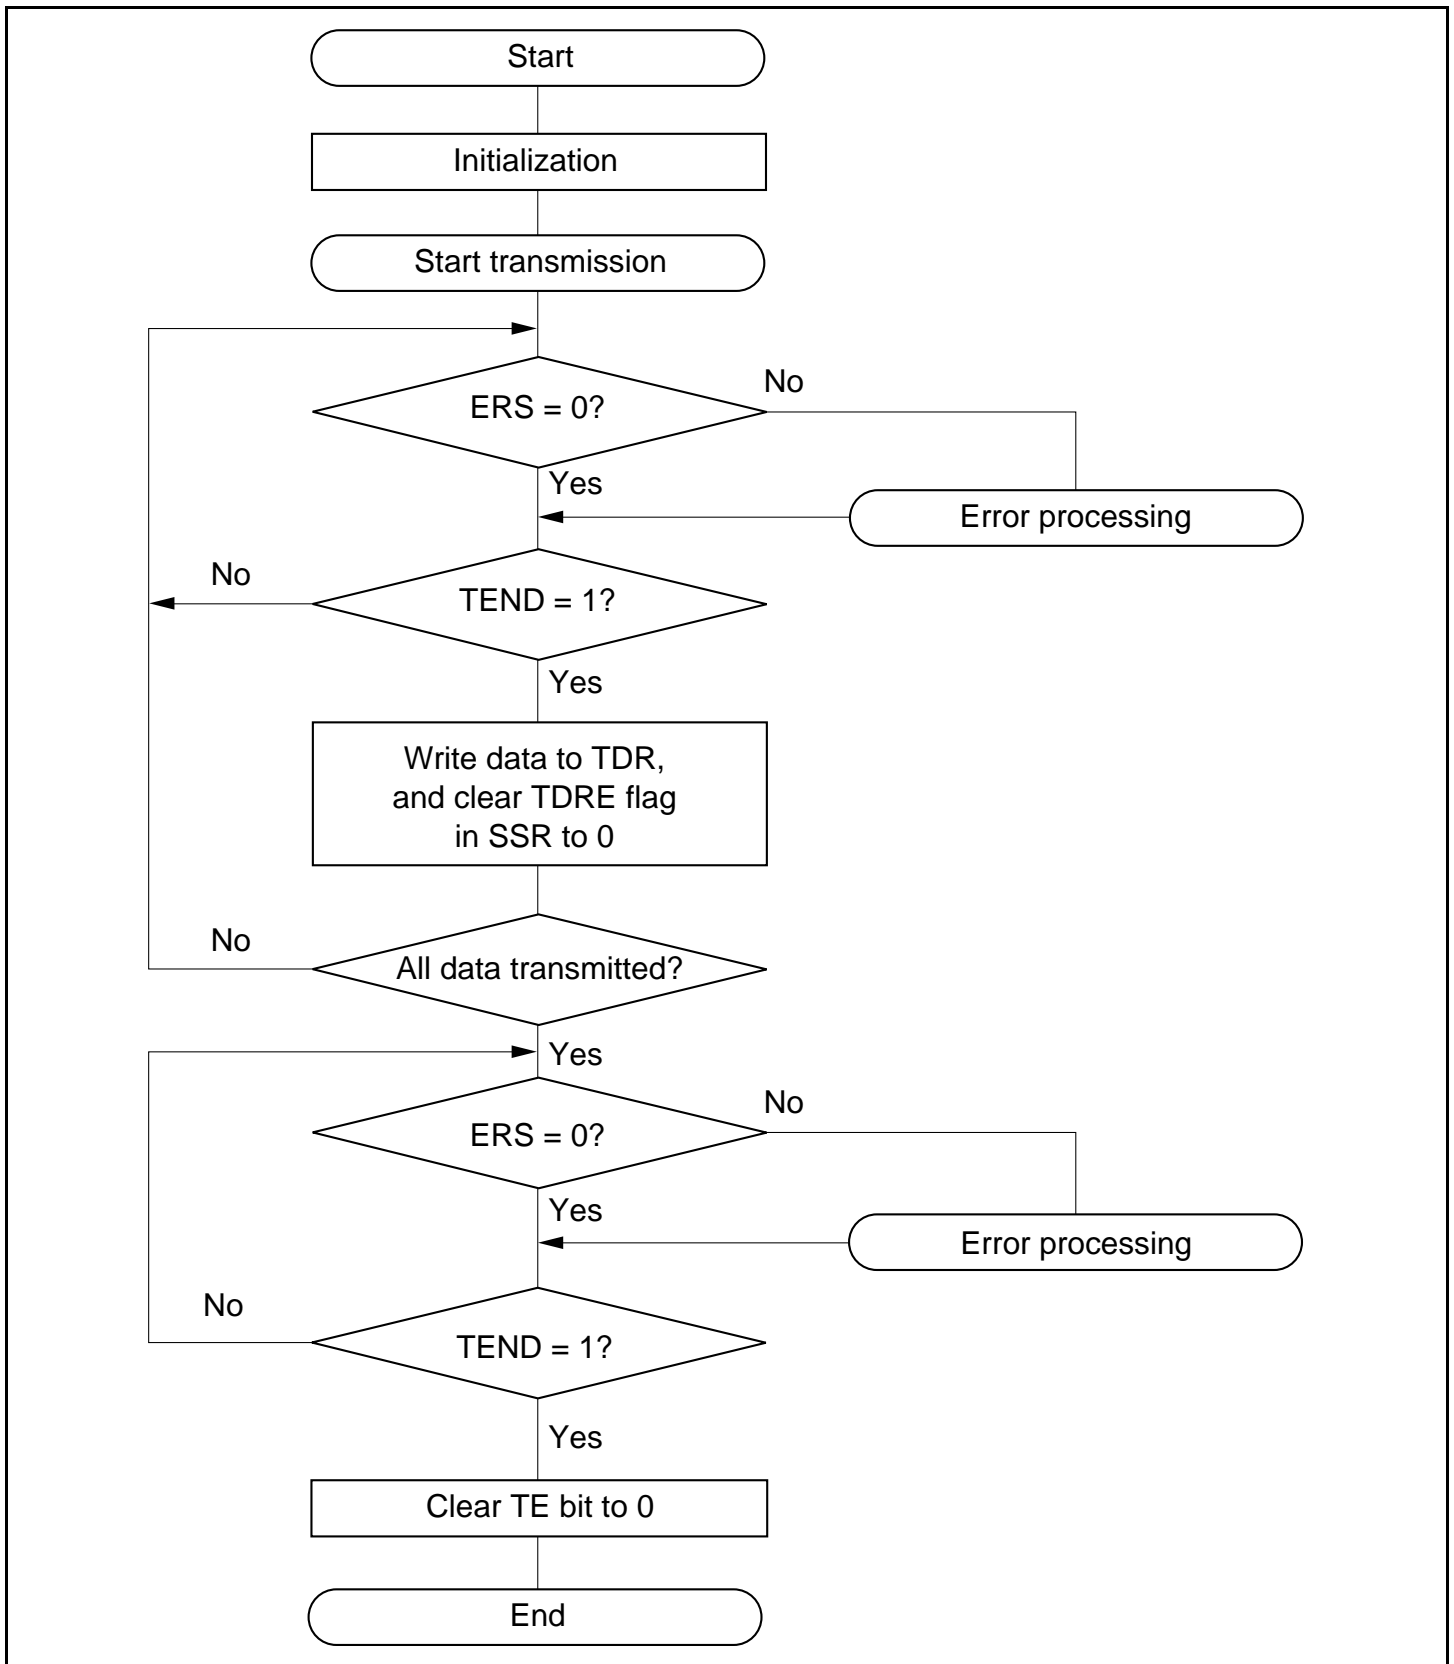 Start
Initialization
Start transmission
ERS = 0?
No
Yes
Error processing
No
TEND = 1?
Yes
Write data to TDR,
and clear TDRE flag
in SSR to 0
No
All data transmitted?
Yes
ERS = 0?
No
Yes
Error processing
No
TEND = 1?
Yes
Clear TE bit to 0
End